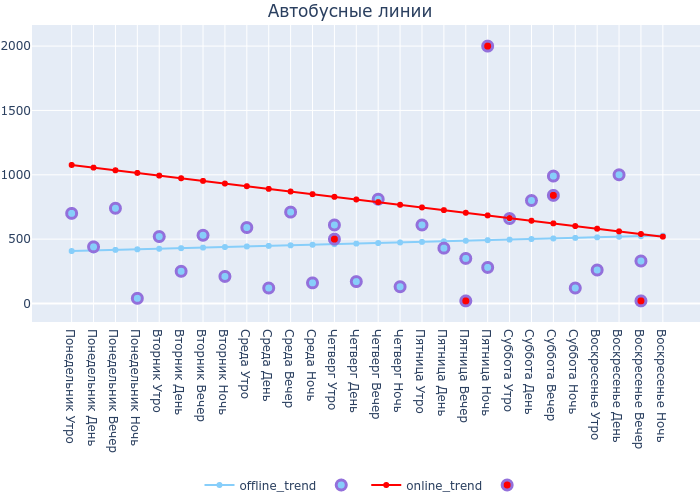 Автобусные линии
2000
1500
1000
500
0
Понедельник Утро
Понедельник День
Понедельник Вечер
Понедельник Ночь
Вторник Утро
Вторник День
Вторник Вечер
Вторник Ночь
Среда Утро
Среда День
Среда Вечер
Среда Ночь
Четверг Утро
Четверг День
Четверг Вечер
Четверг Ночь
Пятница Утро
Пятница День
Пятница Вечер
Пятница Ночь
Суббота Утро
Суббота День
Суббота Вечер
Суббота Ночь
Воскресенье Утро
Воскресенье День
Воскресенье Вечер
Воскресенье Ночь
offline_trend
online_trend